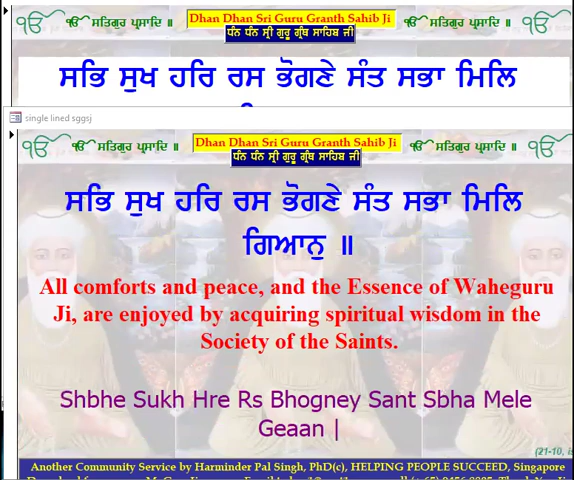 ੴ ੴ ਸਤਿਗੁਰ ਪ੍ਰਸਾਦਿ ॥ Dhan Dhan Sri Guru Granth Sahib Ji ੴ ਸਤਿਗੁਰ ਪ੍ਰਸਾਦਿ ॥ ੴ
ਧੰਨ ਧੰਨ ਸ੍ਰੀ ਗੁਰੂ ਗ੍ਰੰਥ ਸਾਹਿਬ ਜੀ
ਸਭਿ ਸੁਖ ਹਰਿ ਰਸ ਭੋਗਣੇ ਸੰਤ ਸਭਾ ਮਿਲਿ
single lined sggsj
ੴ ੴ ਸਤਿਗੁਰ ਪ੍ਰਸਾਦਿ ॥ Dhan Dhan Sri Guru Granth Sahib Ji ੴ ਸਤਿਗੁਰ ਪ੍ਰਸਾਦਿ ॥ ੴ
ਧੰਨ ਧੰਨ ਸ੍ਰੀ ਗੁਰੂ ਗ੍ਰੰਥ ਸਾਹਿਬ ਜੀ
ਸਭਿ ਸੁਖ ਹਰਿ ਰਸ ਭੋਗਣੇ ਸੰਤ ਸਭਾ ਮਿਲਿ
ਗਿਆਨੁ ॥
All comforts and peace, and the Essence of Waheguru
Ji, are enjoyed by acquiring spiritual wisdom in the
Society of the Saints.
Shbhe Sukh Hre Rs Bhogney Sant Sbha Mele
Geaan |
(21-10,
Another Community Service by Harminder Pal Singh, PhD(c), HELPING PEOPLE SUCCEED, Singapore